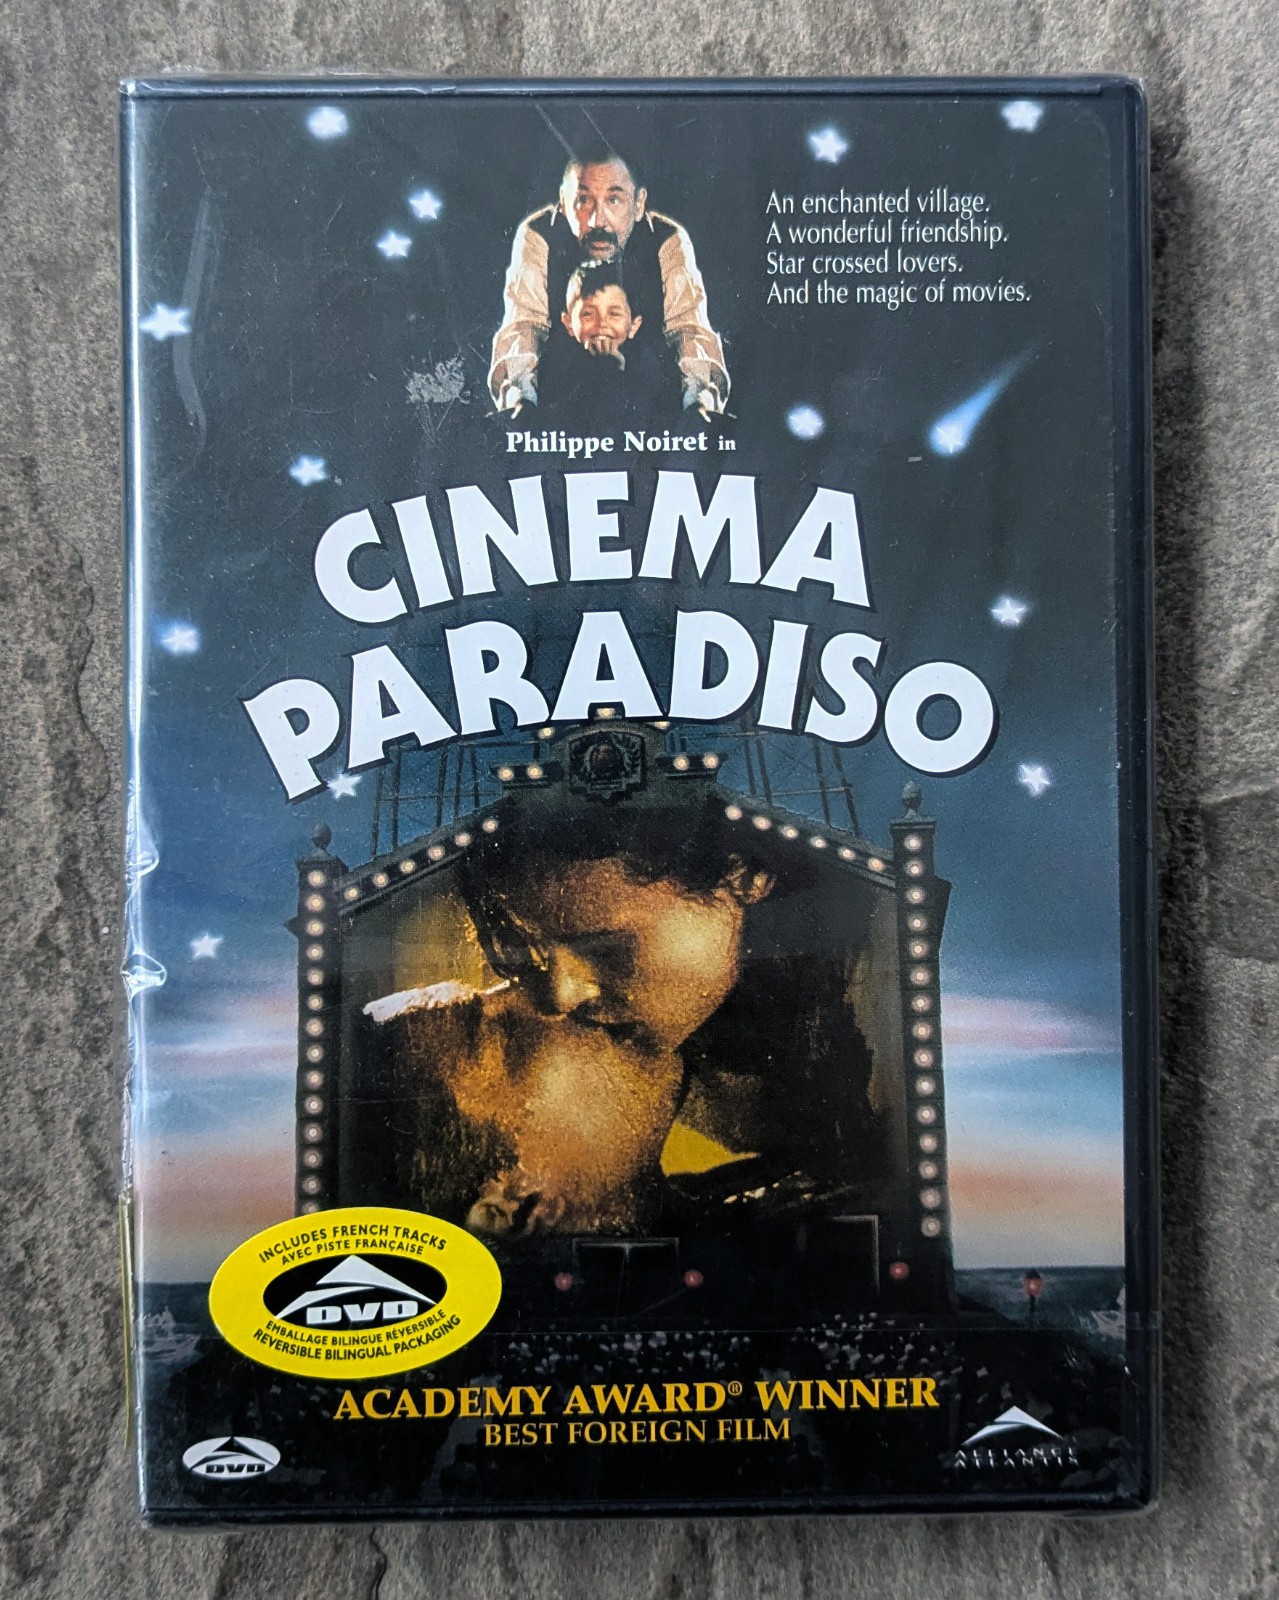 An enchanted village.
A wonderful friendship.
Star crossed lovers.
And the magic of movies.
Philippe Noiret in
CINEMA
PARADISO
INCLUDES FRENCH TRACKS
AVEC PISTE FRANÇAISE
DVD
EMBALLAGE BILINGUE RÉVERSIBLE
REVERSIBLE BILINGUAL PACKAGING
ACADEMY AWARD® WINNER
BEST FOREIGN FILM
DVD
ALLIANCE
ATLANTIS